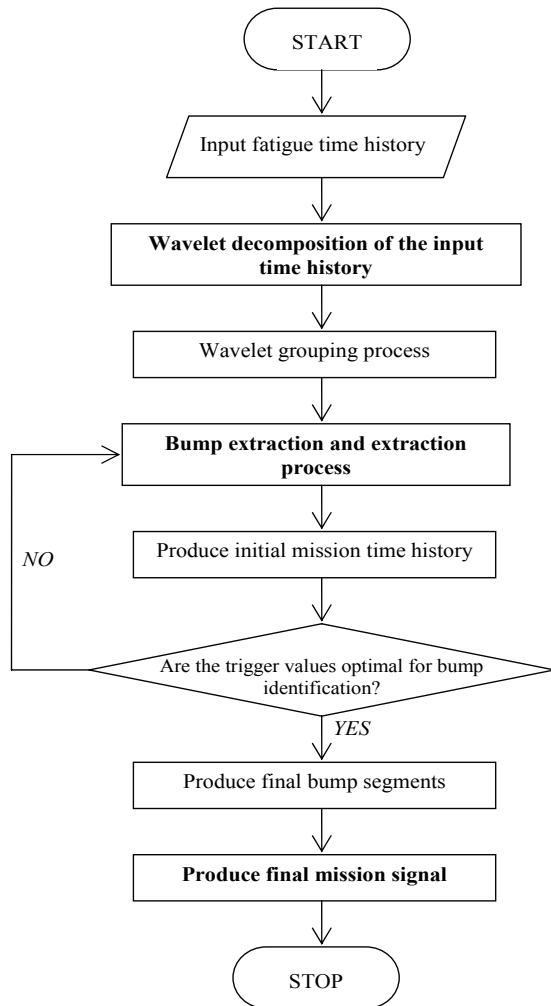 START
Input fatigue time history
Wavelet decomposition of the input
time history
Wavelet grouping process
Bump extraction and extraction
process
Produce initial mission time history
NO
Are the trigger values optimal for bump
identification?
YES
Produce final bump segments
Produce final mission signal
STOP